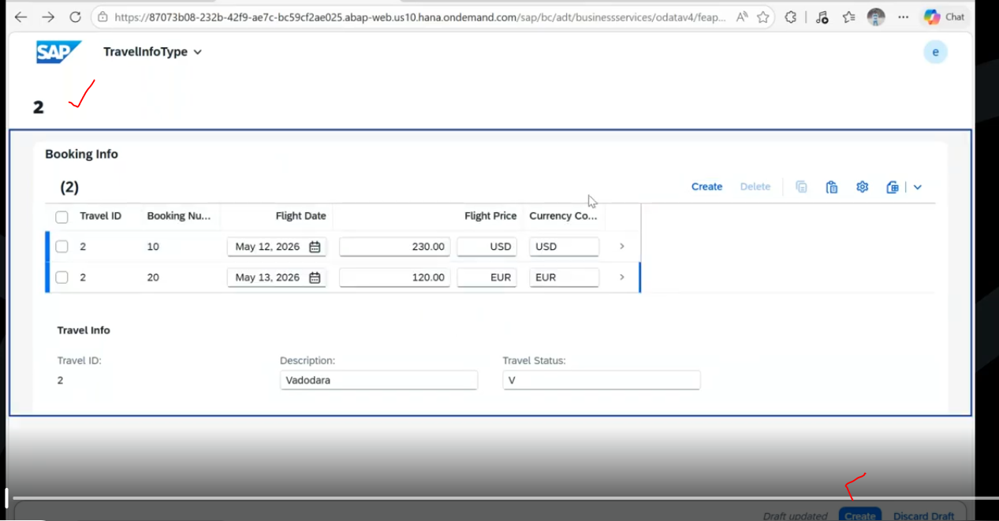 https://87073b08-232b-42f9-ae7c-bc59cf2ae025.abap-web.us10.hana.ondemand.com/sap/bc/adt/businessservices/odatav4/feap... A Chat
SAP TravelInfoType e
2
Booking Info
(2) Create Delete
Travel ID Booking Nu... Flight Date Flight Price Currency Co...
2 10 May 12, 2026 230.00 USD USD
2 20 May 13, 2026 120.00 EUR EUR
Travel Info
Travel ID: Description: Travel Status:
2 Vadodara V
Draft updated Create Discard Draft